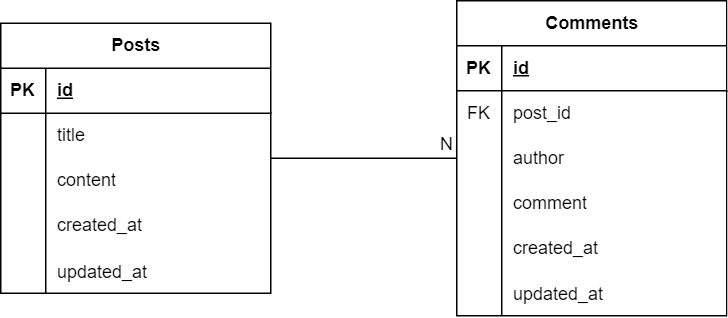 Posts
PK id
title
content
created_at
updated_at
N
Comments
PK id
FK post_id
author
comment
created_at
updated_at